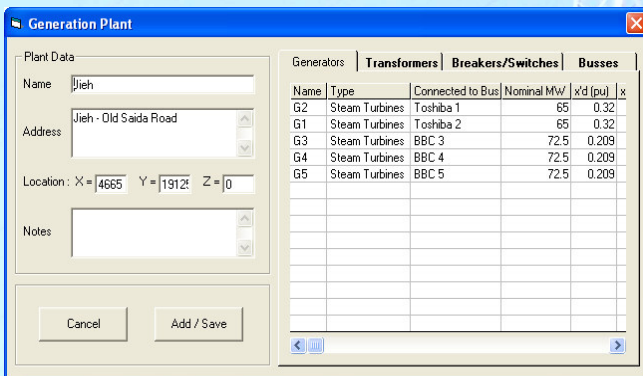 Generation Plant
Plant Data
Name Jieh
Address Jieh - Old Saida Road
Location : X = 4665 Y = 1912 Z = 0
Notes
Cancel Add / Save
Generators Transformers Breakers/Switches Busses
Name Type Connected to Bus Nominal MW x'd (pu) x
G2 Steam Turbines Toshiba 1 65 0.32
G1 Steam Turbines Toshiba 2 65 0.32
G3 Steam Turbines BBC 3 72.5 0.209
G4 Steam Turbines BBC 4 72.5 0.209
G5 Steam Turbines BBC 5 72.5 0.209